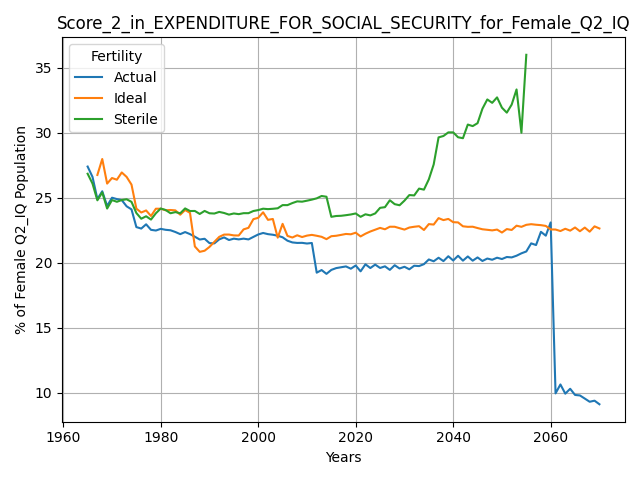 Score_2_in_EXPENDITURE_FOR_SOCIAL_SECURITY_for_Female_Q2_IQ
Fertility
Actual
Ideal
Sterile
% of Female Q2_IQ Population
35
30
25
20
15
10
1960
1980
2000
2020
2040
2060
Years